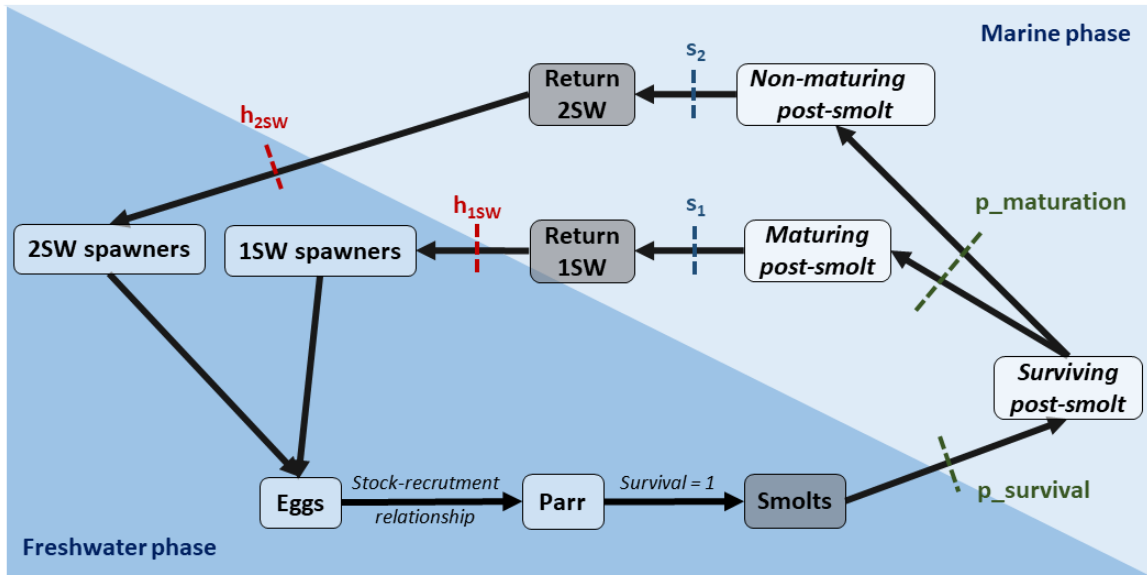 Marine phase
s₂
Return
2SW
Non-maturing
post-smolt
h₂SW
p_maturation
h₁SW
s₁
2SW spawners
1SW spawners
Return
1SW
Maturing
post-smolt
Surviving
post-smolt
Stock-recrutment
relationship
Survival = 1
Eggs
Parr
Smolts
p_survival
Freshwater phase